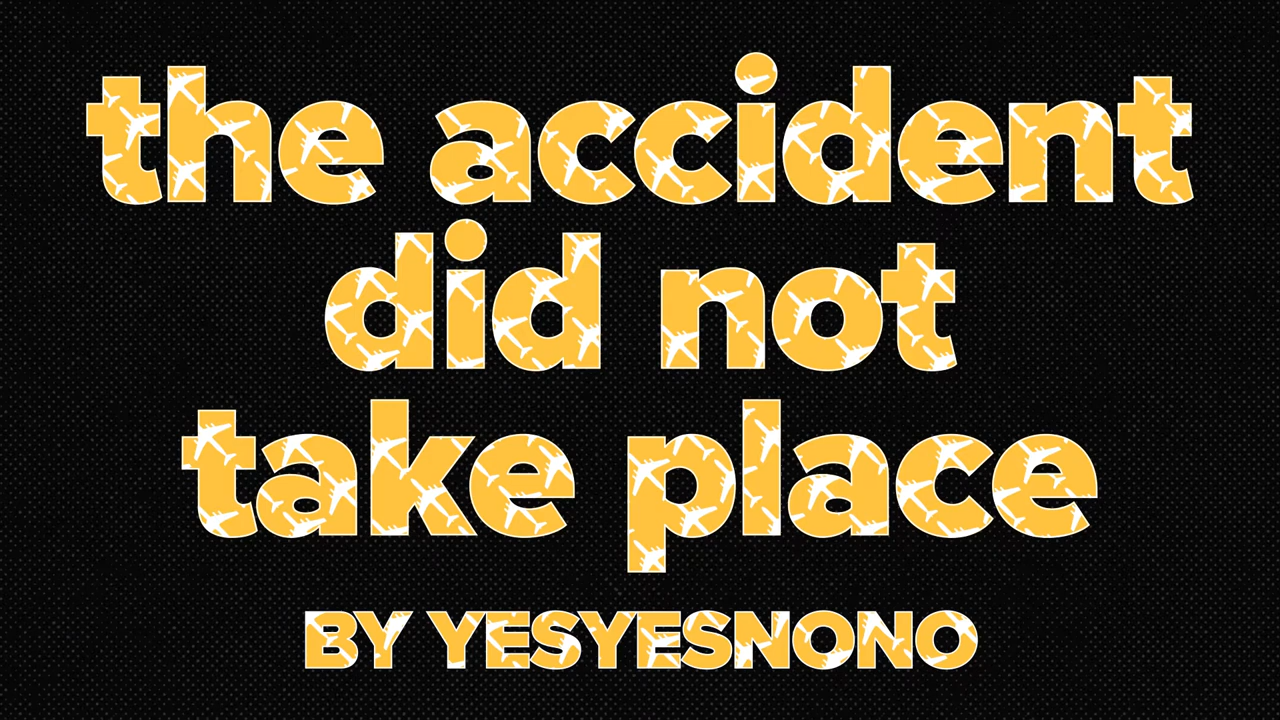 the accident
did not
take place
BY YESYESNONO